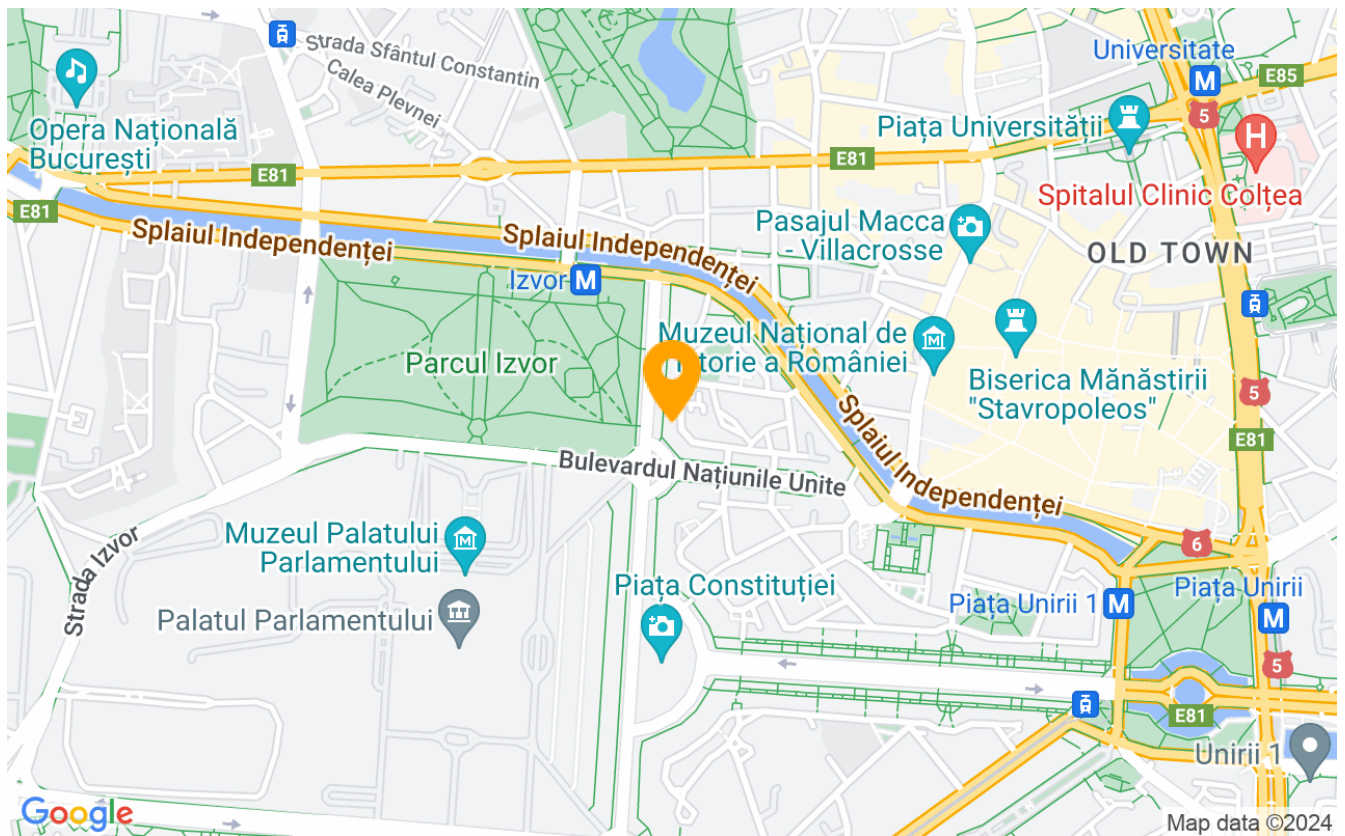 Universitate
M
E85
5
Strada Sfântul Constantin
Calea Plevnei
Opera Națională
București
Piața Universității
H
Spitalul Clinic Colțea
E81
E81
E81
Splaiul Independenței
Splaiul Independenței
Pasajul Macca
- Villacrosse
OLD TOWN
Izvor M
Muzeul Național de
Istorie a României
Parcul Izvor
Biserica Mănăstirii
"Stavropoleos"
5
E81
Splaiul Independenței
Bulevardul Națiunile Unite
Muzeul Palatului
Parlamentului
Strada Izvor
6
Piața Constituției
Piața Unirii 1 M
Piața Unirii
M
Palatul Parlamentului
5
E81
Unirii 1
Google
Map data ©2024